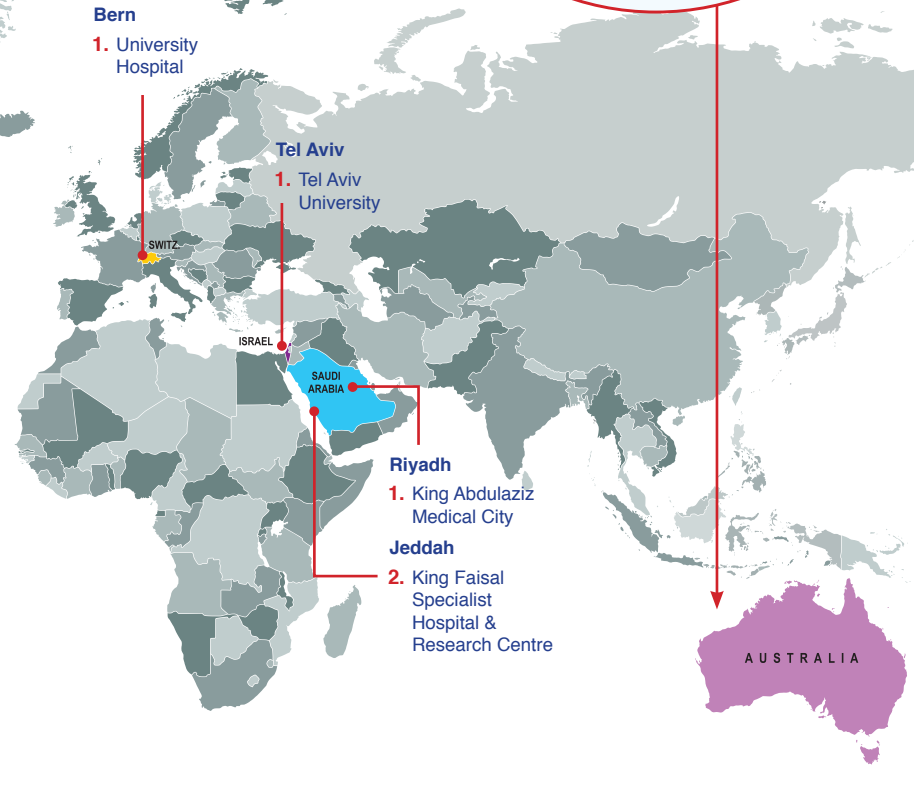 Bern
1. University
Hospital
Tel Aviv
1. Tel Aviv
University
SWITZ.
ISRAEL
SAUDI
ARABIA
Riyadh
1. King Abdulaziz
Medical City
Jeddah
2. King Faisal
Specialist
Hospital &
Research Centre
AUSTRALIA